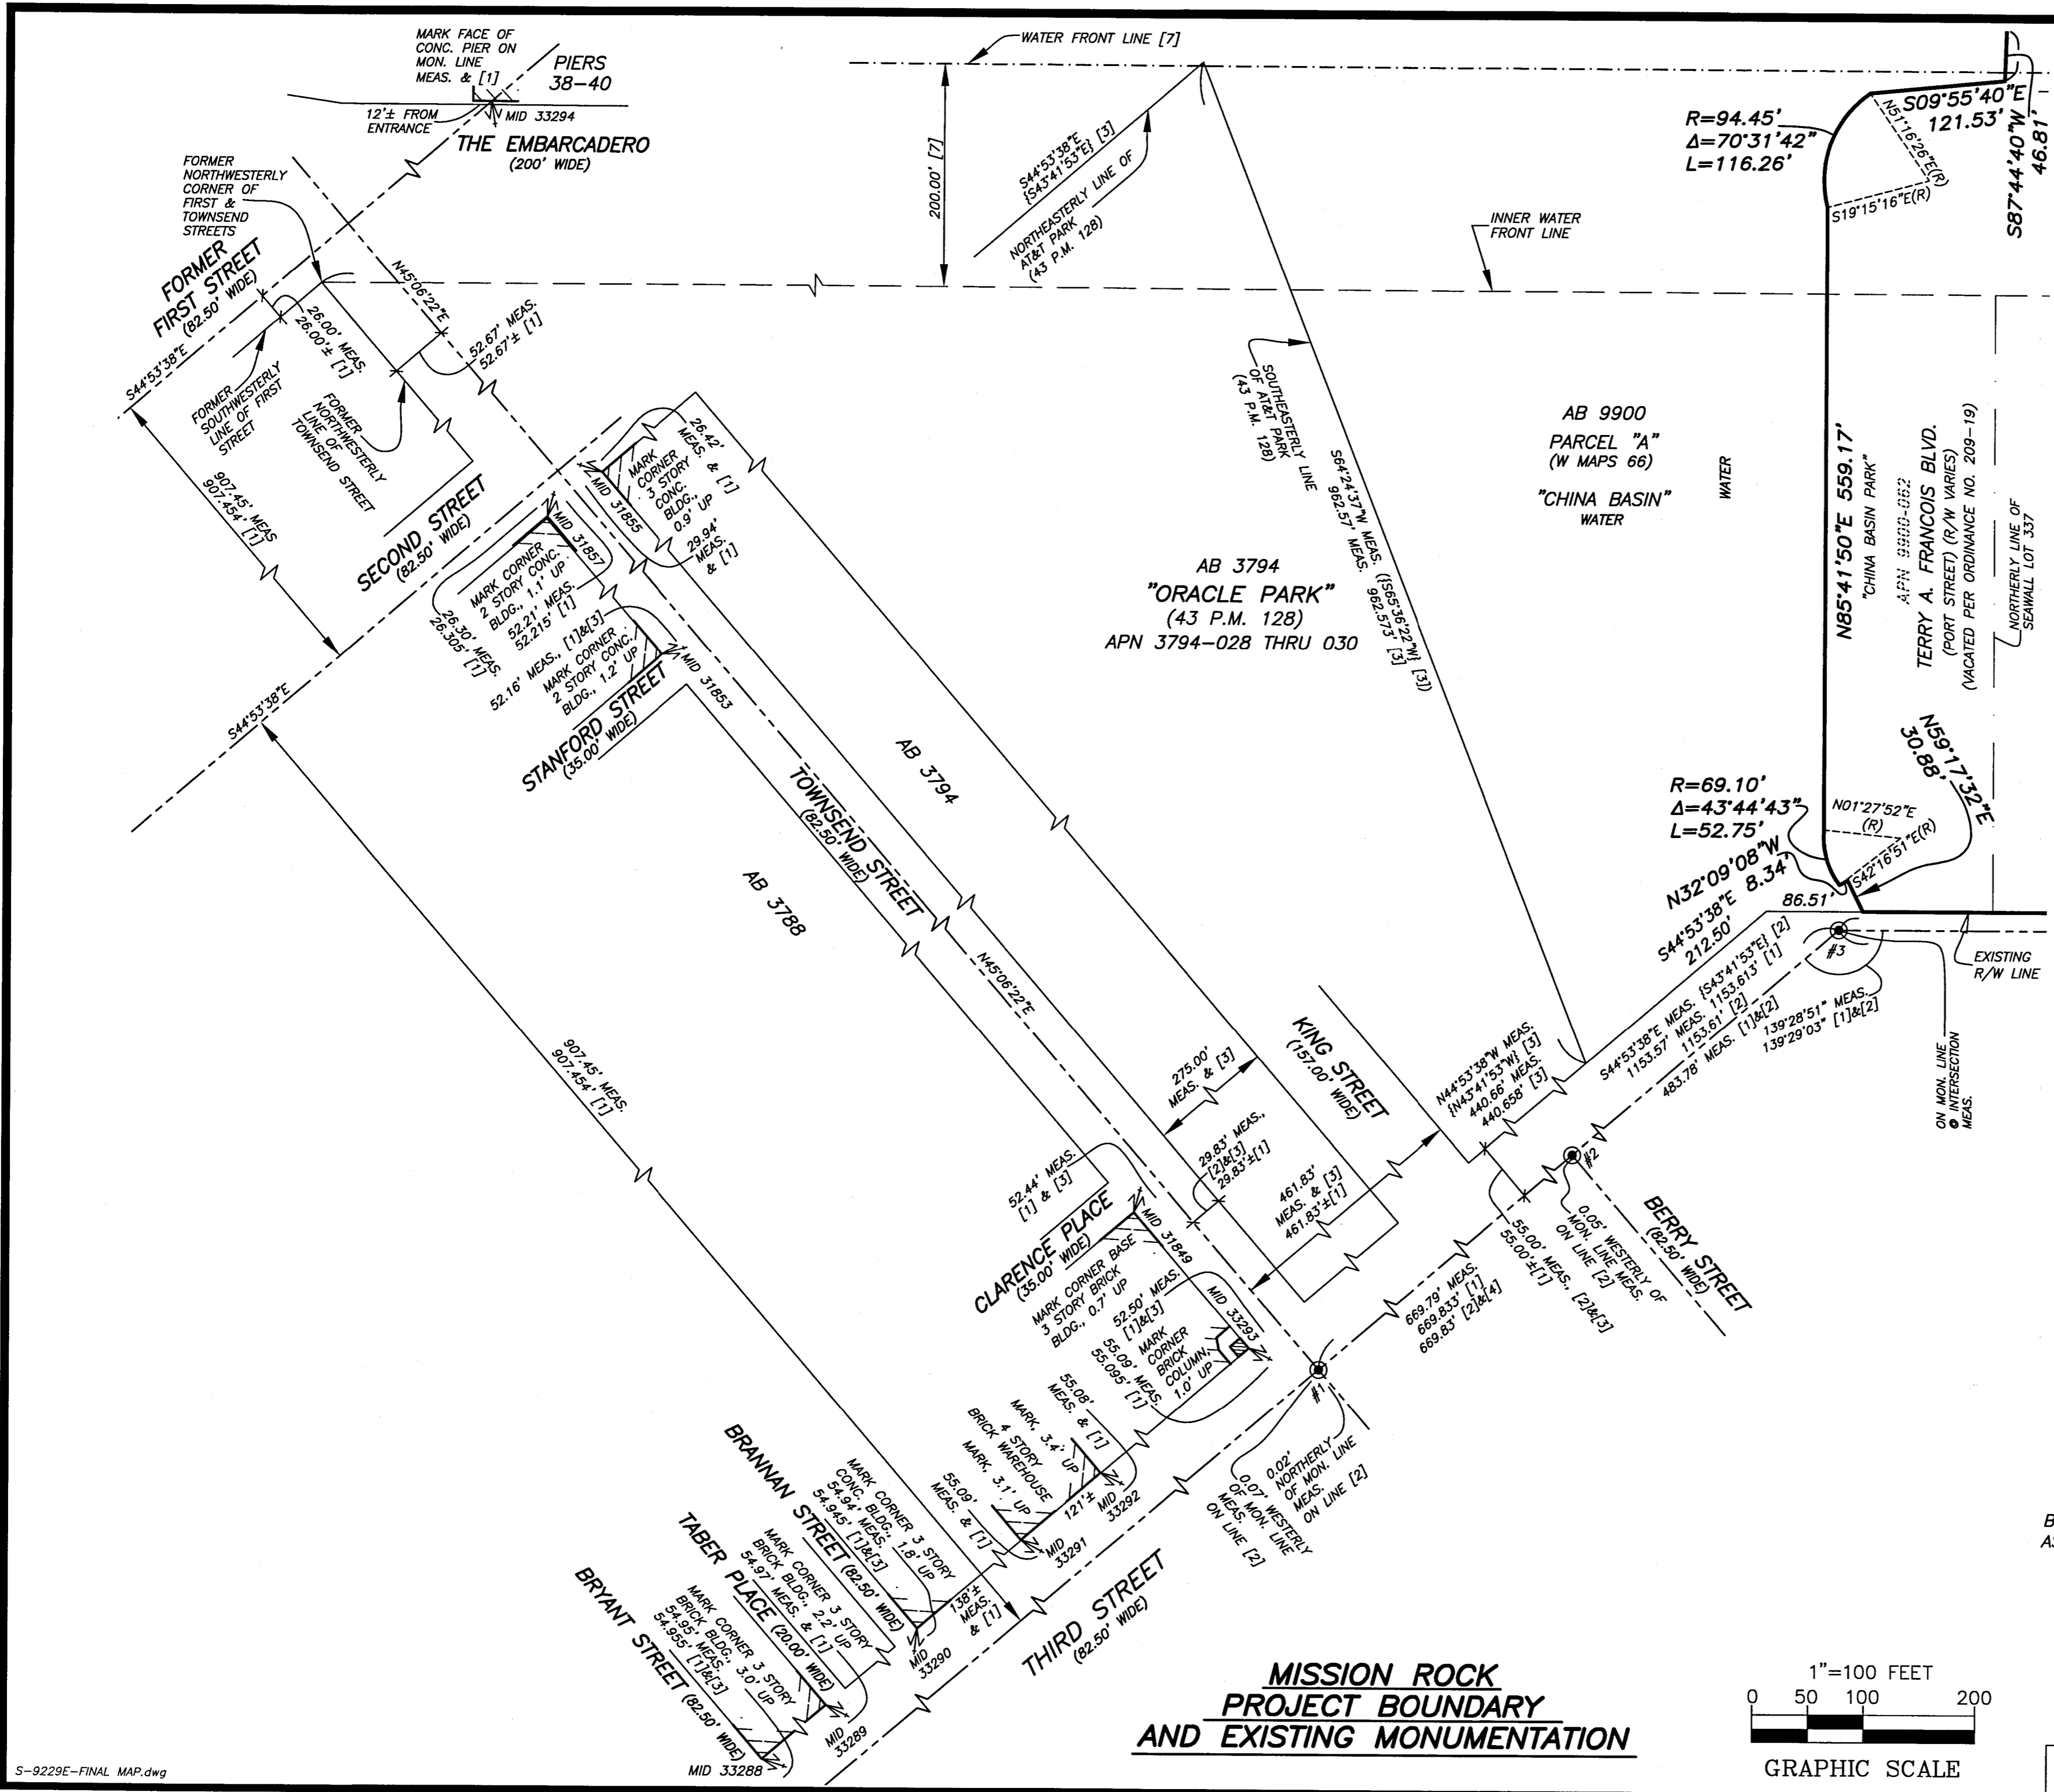 MARK FACE OF
CONC. PIER ON
MON. LINE
MEAS. & [1]
PIERS
38-40
12'± FROM
ENTRANCE
MID 33294
THE EMBARCADERO
(200' WIDE)
WATER FRONT LINE [7]
200.00' [7]
S44°53'38"E
{S43°41'53"E} [3]
NORTHEASTERLY LINE OF
AT&T PARK
(43 P.M. 128)
INNER WATER
FRONT LINE
R=94.45'
Δ=70°31'42"
L=116.26'
S09°55'40"E
121.53'
N51°16'26"E(R)
S19°15'16"E(R)
S87°44'40"W
46.81'
FORMER
NORTHWESTERLY
CORNER OF
FIRST &
TOWNSEND
STREETS
FORMER
FIRST STREET
(82.50' WIDE)
S44°53'38"E
26.00' MEAS.
26.00'± [1]
N45°06'22"E
52.67' MEAS.
52.67'± [1]
FORMER
SOUTHWESTERLY
LINE OF FIRST
STREET
FORMER
NORTHWESTERLY
LINE OF
TOWNSEND STREET
907.45' MEAS
907.454' [1]
SECOND STREET
(82.50' WIDE)
26.42'
MEAS. & [1]
MARK
CORNER
3 STORY
CONC.
BLDG.,
0.9' UP
29.94'
MEAS.
& [1]
MID 31855
MID 31857
MARK CORNER
2 STORY CONC.
BLDG., 1.1' UP
52.21' MEAS.
52.215' [1]
26.30' MEAS.
26.305' [1]
52.16' MEAS., [1]&[3]
MARK CORNER
2 STORY CONC.
BLDG., 1.2' UP
MID 31853
STANFORD STREET
(35.00' WIDE)
S44°53'38"E
SOUTHEASTERLY LINE
OF AT&T PARK
(43 P.M. 128)
S64°24'37"W MEAS. ({S65°36'22"W} [3])
962.57' MEAS. 962.573' [3]
AB 9900
PARCEL "A"
(W MAPS 66)
"CHINA BASIN"
WATER
WATER
AB 3794
"ORACLE PARK"
(43 P.M. 128)
APN 3794-028 THRU 030
N85°41'50"E 559.17'
"CHINA BASIN PARK"
APN 9900-062
TERRY A. FRANCOIS BLVD.
(PORT STREET) (R/W VARIES)
(VACATED PER ORDINANCE NO. 209-19)
NORTHERLY LINE OF
SEAWALL LOT 337
AB 3794
TOWNSEND STREET
(82.50' WIDE)
AB 3788
N45°06'22"E
R=69.10'
Δ=43°44'43"
L=52.75'
N01°27'52"E
(R)
S42°16'51"E(R)
N59°17'32"E
30.88'
N32°09'08"W
8.34'
86.51'
S44°53'38"E
212.50'
#3
EXISTING
R/W LINE
S44°53'38"E MEAS. {S43°41'53"E} [2]
1153.57' MEAS. 1153.613' [1]
1153.61' [2]
483.78' MEAS. [1]&[2]
139°28'51" MEAS.
139°29'03" [1]&[2]
ON MON. LINE
@ INTERSECTION
MEAS.
907.45' MEAS.
907.454' [1]
275.00'
MEAS. & [3]
KING STREET
(157.00' WIDE)
N44°53'38"W MEAS.
{N43°41'53"W} [3]
440.66' MEAS.
440.658' [3]
#2
BERRY STREET
(82.50' WIDE)
0.05' WESTERLY OF
MON. LINE MEAS.
ON LINE [2]
55.00' MEAS., [2]&[3]
55.00'±[1]
29.83' MEAS.,
[2]&[3]
29.83'±[1]
461.83'
MEAS. & [3]
461.83'±[1]
52.44' MEAS.
[1] & [3]
CLARENCE PLACE
(35.00' WIDE)
MID 31849
MARK CORNER BASE
3 STORY BRICK
BLDG., 0.7' UP
52.50' MEAS.
[1]&[3]
MID 33293
MARK
CORNER
BRICK
COLUMN,
1.0' UP
55.09' MEAS.
55.095' [1]
669.79' MEAS.
669.833' [1]
669.83' [2]&[4]
#1
0.02'
NORTHERLY
OF MON. LINE
MEAS.
ON LINE [2]
0.07' WESTERLY
OF MON. LINE
MEAS.
ON LINE [2]
55.08'
MEAS. & [1]
MARK, 3.4' UP
4 STORY
BRICK WAREHOUSE
MARK, 3.1' UP
121'±
MID
33292
55.09'
MEAS. & [1]
MID
33291
BRANNAN STREET (82.50' WIDE)
MARK CORNER 3 STORY
CONC. BLDG., 1.8' UP
54.94' MEAS.
54.945' [1]&[3]
138'±
MEAS.
& [1]
MID
33290
TABER PLACE (20.00' WIDE)
MARK CORNER 3 STORY
BRICK BLDG., 2.2' UP
54.97' MEAS. & [1]
MID
33289
BRYANT STREET (82.50' WIDE)
MARK CORNER 3 STORY
BRICK BLDG., 3.0' UP
54.95' MEAS.
54.955' [1]&[3]
MID 33288
THIRD STREET
(82.50' WIDE)
MISSION ROCK
PROJECT BOUNDARY
AND EXISTING MONUMENTATION
1"=100 FEET
0 50 100 200
GRAPHIC SCALE
S-9229E-FINAL MAP.dwg